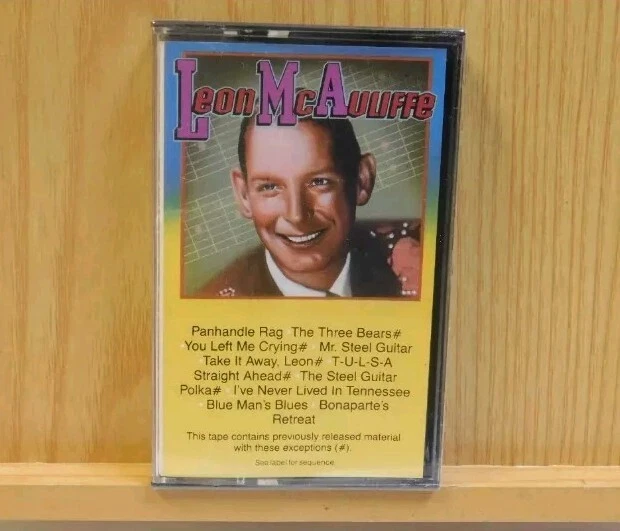 Leon McAuliffe
Panhandle Rag The Three Bears#
You Left Me Crying# Mr. Steel Guitar
Take It Away, Leon# T-U-L-S-A
Straight Ahead# The Steel Guitar
Polka# I've Never Lived In Tennessee
Blue Man's Blues Bonaparte's
Retreat
This tape contains previously released material
with these exceptions (#).
See label for sequence